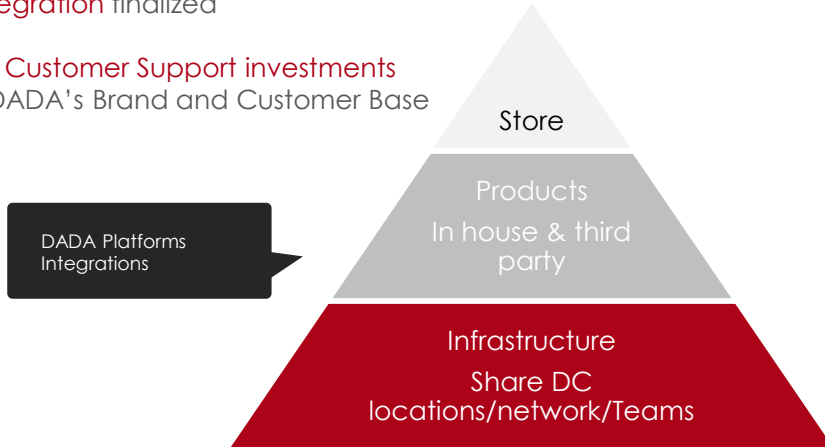 finalized
Customer Support investments
DADA's Brand and Customer Base
Store
Products
In house & third
party
DADA Platforms
Integrations
Infrastructure
Share DC
locations/network/Teams